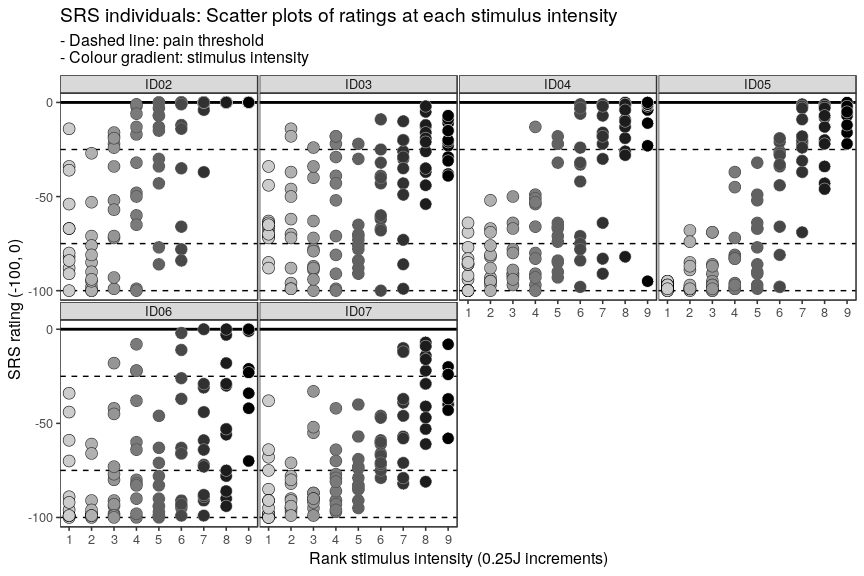 SRS individuals: Scatter plots of ratings at each stimulus intensity
- Dashed line: pain threshold
- Colour gradient: stimulus intensity
ID02 ID03 ID04 ID05
0
-50
-100
1 2 3 4 5 6 7 8 9 1 2 3 4 5 6 7 8 9
ID06 ID07
0
-50
-100
1 2 3 4 5 6 7 8 9 1 2 3 4 5 6 7 8 9
SRS rating (-100, 0)
Rank stimulus intensity (0.25J increments)